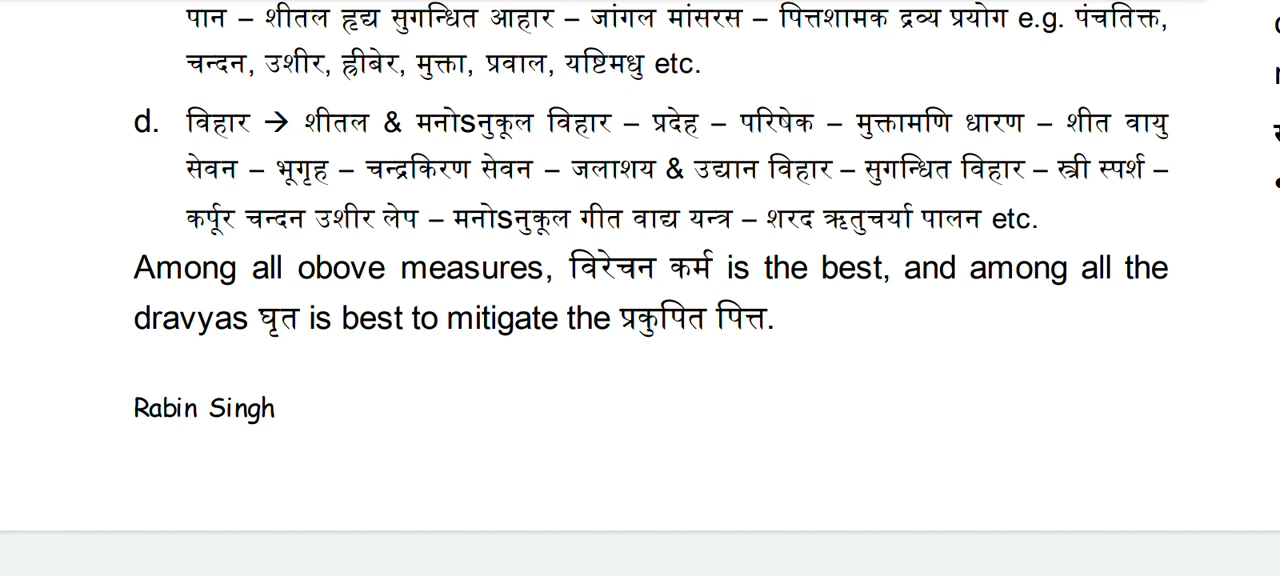 पान – शीतल हृद्य सुगन्धित आहार – जांगल मांसरस – पित्तशामक द्रव्य प्रयोग e.g. पंचतिक्त,
चन्दन, उशीर, ह्रीबेर, मुक्ता, प्रवाल, यष्टिमधु etc.
d. विहार → शीतल & मनोsनुकूल विहार – प्रदेह – परिषेक – मुक्तामणि धारण – शीत वायु
सेवन – भूगृह – चन्द्रकिरण सेवन – जलाशय & उद्यान विहार – सुगन्धित विहार – स्त्री स्पर्श –
कर्पूर चन्दन उशीर लेप – मनोsनुकूल गीत वाद्य यन्त्र – शरद ऋतुचर्या पालन etc.
Among all obove measures, विरेचन कर्म is the best, and among all the
dravyas घृत is best to mitigate the प्रकुपित पित्त.
Rabin Singh